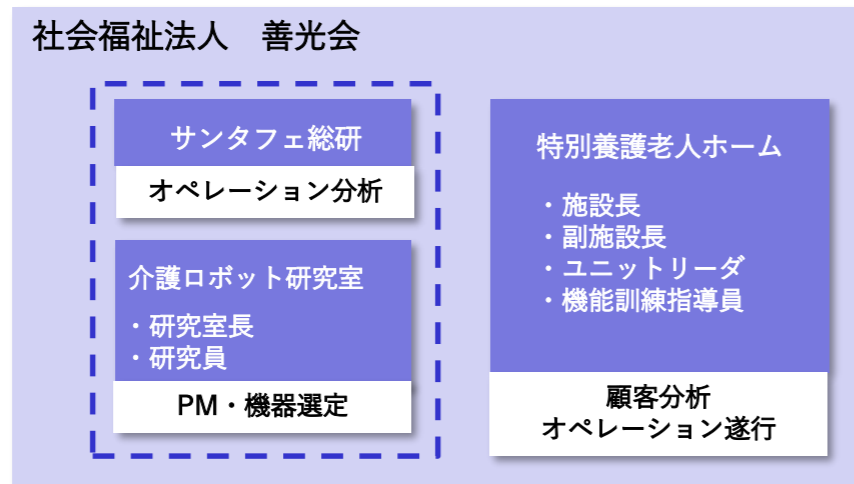 社会福祉法人　善光会
サンタフェ総研
オペレーション分析
介護ロボット研究室
・研究室長
・研究員
PM・機器選定
特別養護老人ホーム
・施設長
・副施設長
・ユニットリーダ
・機能訓練指導員
顧客分析
オペレーション遂行